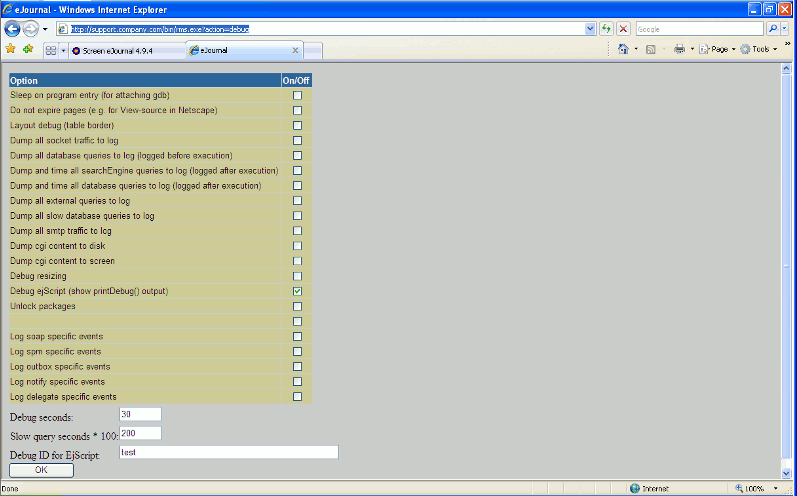 eJournal - Windows Internet Explorer
http://support.company.com/bin/rms.exe?action=debug
Google
Screen eJournal 4.9.4
eJournal
Page
Tools
Option On/Off
Sleep on program entry (for attaching gdb)
Do not expire pages (e.g. for View-source in Netscape)
Layout debug (table border)
Dump all socket traffic to log
Dump all database queries to log (logged before execution)
Dump and time all searchEngine queries to log (logged after execution)
Dump and time all database queries to log (logged after execution)
Dump all external queries to log
Dump all slow database queries to log
Dump all smtp traffic to log
Dump cgi content to disk
Dump cgi content to screen
Debug resizing
Debug ejScript (show printDebug() output)
Unlock packages
Log soap specific events
Log spm specific events
Log outbox specific events
Log notify specific events
Log delegate specific events
Debug seconds: 30
Slow query seconds * 100: 200
Debug ID for EjScript: test
OK
Done
Internet
100%